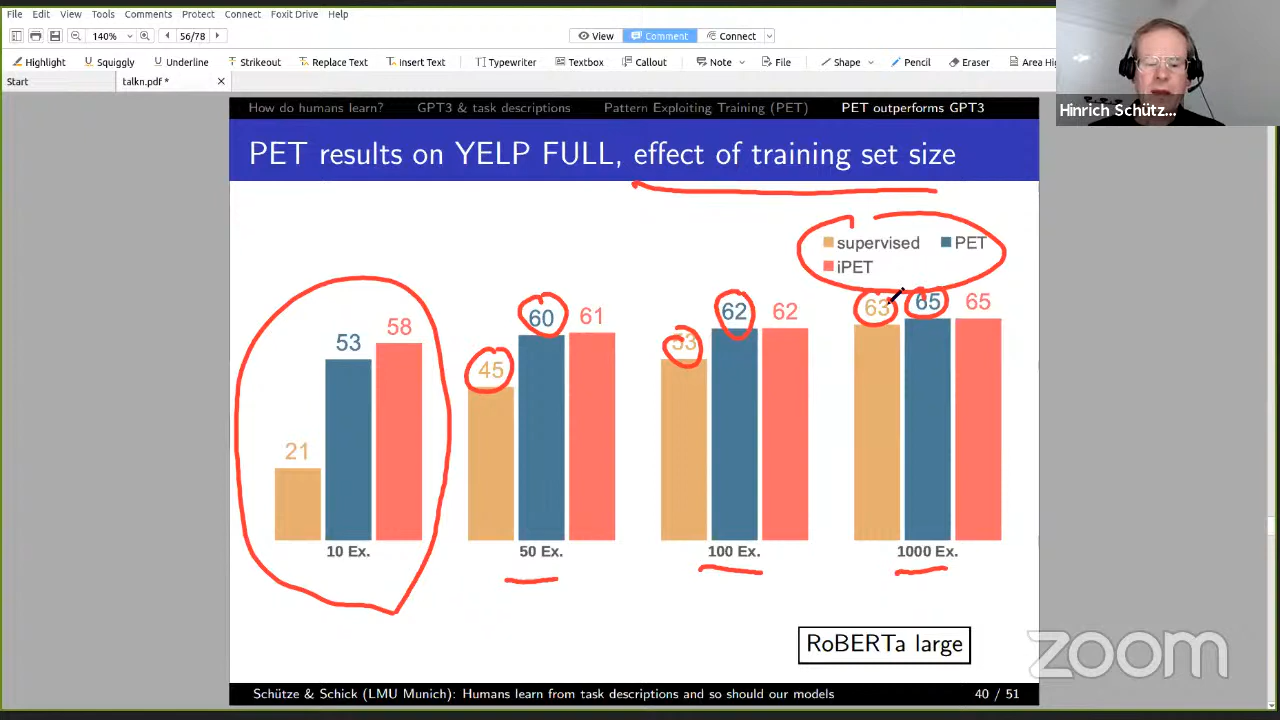 File Edit View Tools Comments Protect Connect Foxit Drive Help
140% 56/78 View Comment Connect
Highlight Squiggly Underline Strikeout Replace Text Insert Text Typewriter Textbox Callout Note File Shape Pencil Eraser Area Hig
Start talkn.pdf *
Hinrich Schütz...
How do humans learn? GPT3 & task descriptions Pattern Exploiting Training (PET) PET outperforms GPT3
PET results on YELP FULL, effect of training set size
supervised PET
iPET
21 53 58
45 60 61
53 62 62
63 65 65
10 Ex. 50 Ex. 100 Ex. 1000 Ex.
RoBERTa large
zoom
Schütze & Schick (LMU Munich): Humans learn from task descriptions and so should our models 40 / 51